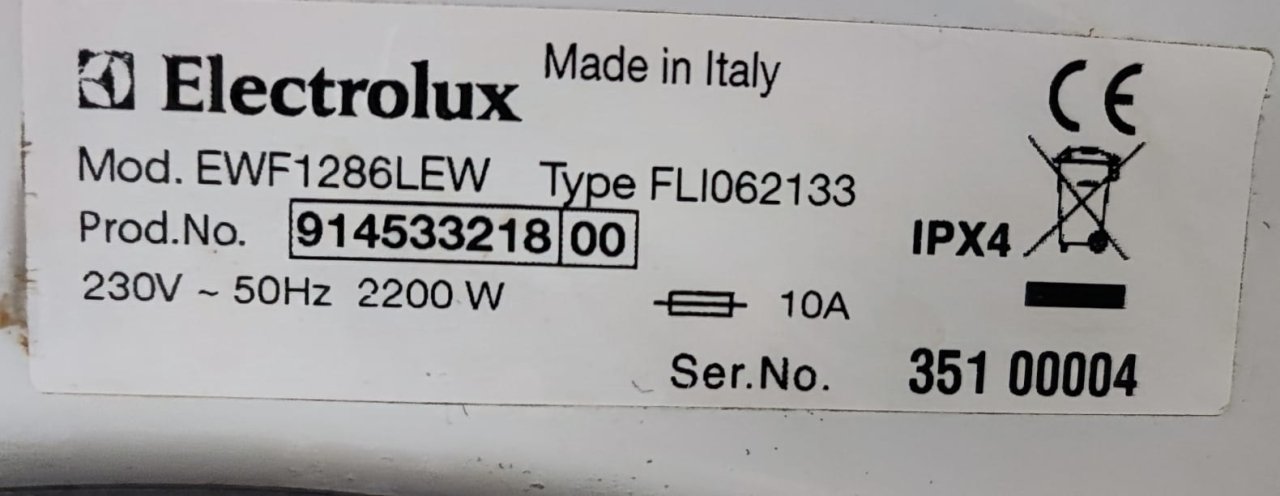 Electrolux Made in Italy
CE
Mod. EWF1286LEW Type FLI062133
Prod.No. 914533218 00
IPX4
230V ~ 50Hz 2200 W 10A
Ser.No. 351 00004